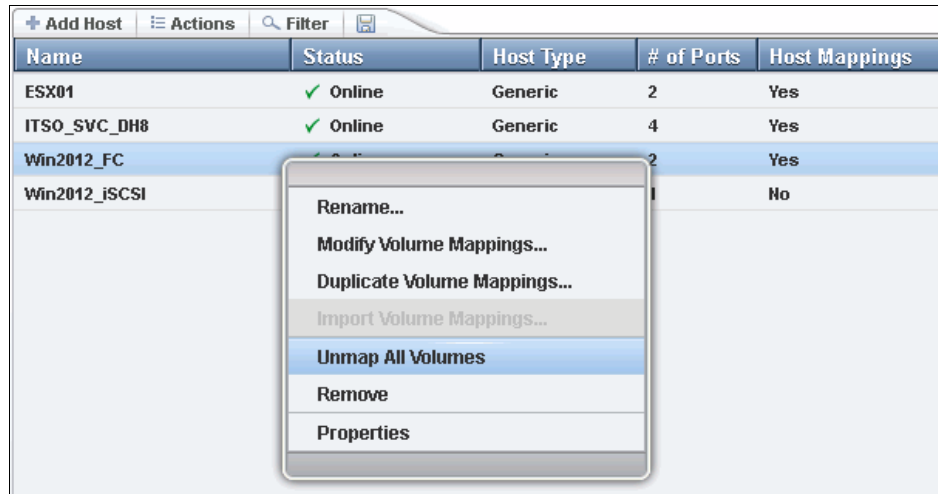 Add Host Actions Filter
Name Status Host Type # of Ports Host Mappings
ESX01 Online Generic 2 Yes
ITSO_SVC_DH8 Online Generic 4 Yes
Win2012_FC 2 Yes
Win2012_iSCSI No
Rename...
Modify Volume Mappings...
Duplicate Volume Mappings...
Import Volume Mappings...
Unmap All Volumes
Remove
Properties